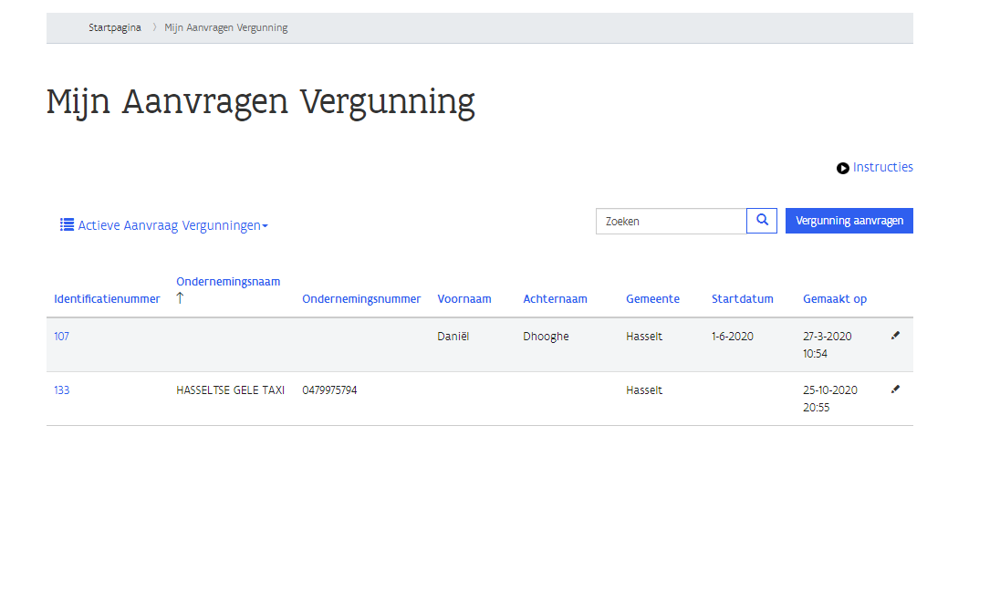 Startpagina 〉 Mijn Aanvragen Vergunning
Mijn Aanvragen Vergunning
Instructies
Actieve Aanvraag Vergunningen
Zoeken
Vergunning aanvragen
Identificatienummer Ondernemingsnaam ↑ Ondernemingsnummer Voornaam Achternaam Gemeente Startdatum Gemaakt op
107 Daniël Dhooghe Hasselt 1-6-2020 27-3-2020
10:54
133 HASSELTSE GELE TAXI 0479975794 Hasselt 25-10-2020
20:55